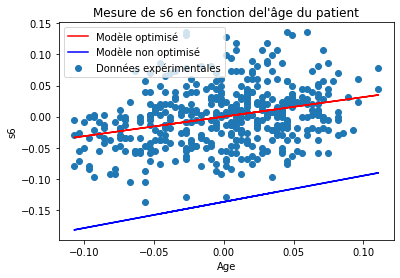 Mesure de s6 en fonction del'âge du patient
Modèle optimisé
Modèle non optimisé
Données expérimentales
0.15
0.10
0.05
0.00
−0.05
−0.10
−0.15
s6
−0.10
−0.05
0.00
0.05
0.10
Age